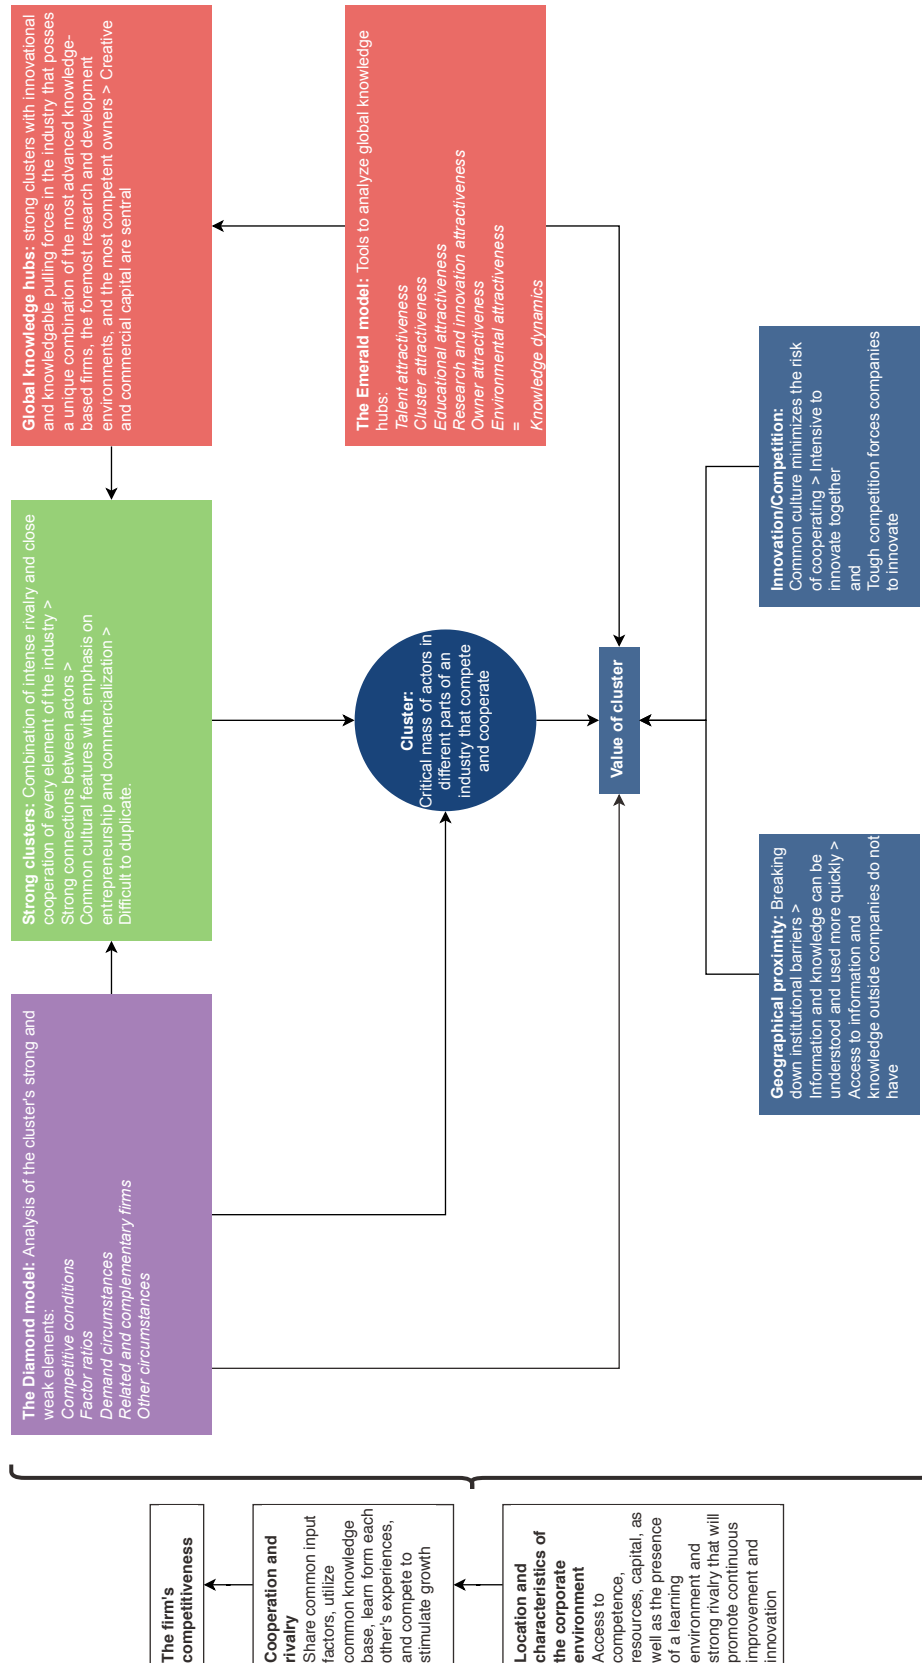 The firm's
competitiveness
Cooperation and
rivalry
Share common input
factors, utilize
common knowledge
base, learn form each
other's experiences,
and compete to
stimulate growth
Location and
characteristics of
the corporate
environment
Access to
competence,
resources, capital, as
well as the presence
of a learning
environment and
strong rivalry that will
promote continuous
improvement and
innovation
The Diamond model: Analysis of the cluster's strong and
weak elements:
Competitive conditions
Factor ratios
Demand circumstances
Related and complementary firms
Other circumstances
Strong clusters: Combination of intense rivalry and close
cooperation of every element of the industry >
Strong connections between actors >
Common cultural features with emphasis on
entrepreneurship and commercialization >
Difficult to duplicate.
Global knowledge hubs: strong clusters with innovational
and knowledgable pulling forces in the industry that posses
a unique combination of the most advanced knowledge-
based firms, the foremost research and development
environments, and the most competent owners > Creative
and commercial capital are sentral
Cluster:
Critical mass of actors in
different parts of an
industry that compete
and cooperate
The Emerald model: Tools to analyze global knowledge
hubs:
Talent attractiveness
Cluster attractiveness
Educational attractiveness
Research and innovation attractiveness
Owner attractiveness
Environmental attractiveness
=
Knowledge dynamics
Value of cluster
Geographical proximity: Breaking
down institutional barriers >
Information and knowledge can be
understood and used more quickly >
Access to information and
knowledge outside companies do not
have
Innovation/Competition:
Common culture minimizes the risk
of cooperating > Intensive to
innovate together
and
Tough competition forces companies
to innovate